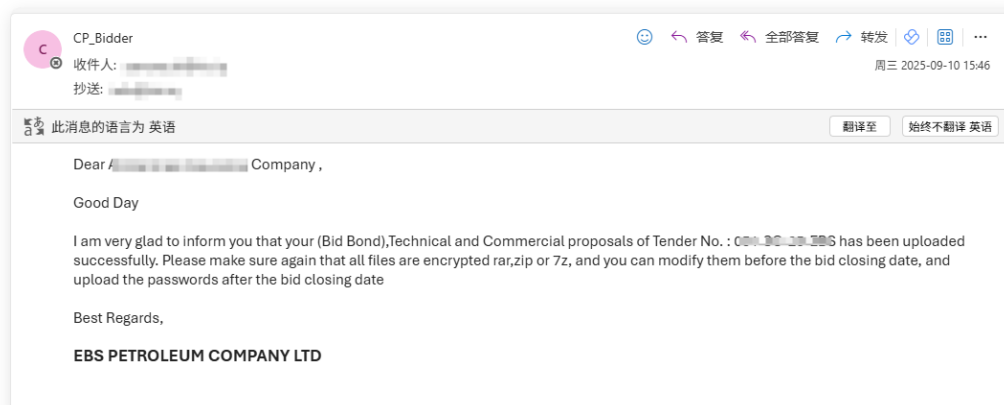 C
CP_Bidder
答复
全部答复
转发
收件人:
周三 2025-09-10 15:46
抄送:
此消息的语言为 英语
翻译至
始终不翻译 英语
Dear Company ,
Good Day
I am very glad to inform you that your (Bid Bond),Technical and Commercial proposals of Tender No. : has been uploaded
successfully. Please make sure again that all files are encrypted rar,zip or 7z, and you can modify them before the bid closing date, and
upload the passwords after the bid closing date
Best Regards,
EBS PETROLEUM COMPANY LTD